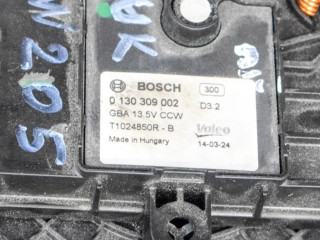 W205
BOSCH 300
0 130 309 002 D3.2
GBA 13.5V CCW
T1024850R - B Valeo
Made in Hungary 14-03-24